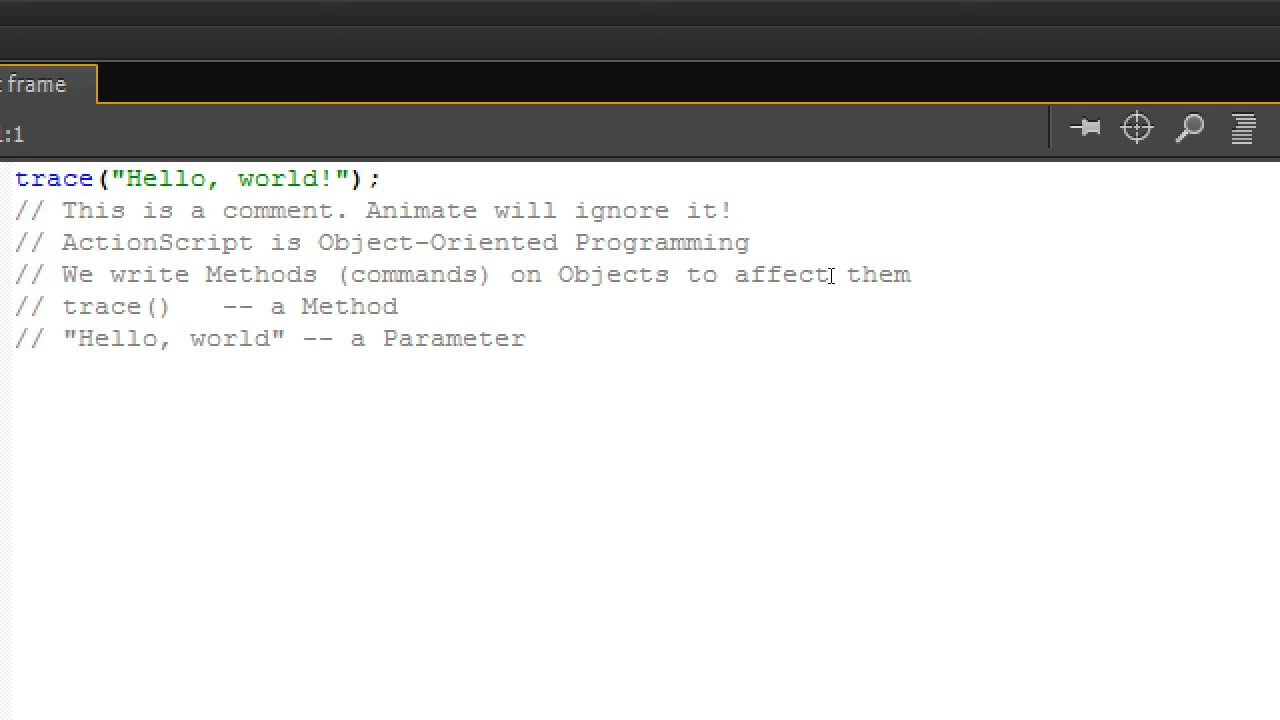 frame
:1
trace("Hello, world!");
// This is a comment. Animate will ignore it!
// ActionScript is Object-Oriented Programming
// We write Methods (commands) on Objects to affect them
// trace()   -- a Method
// "Hello, world" -- a Parameter